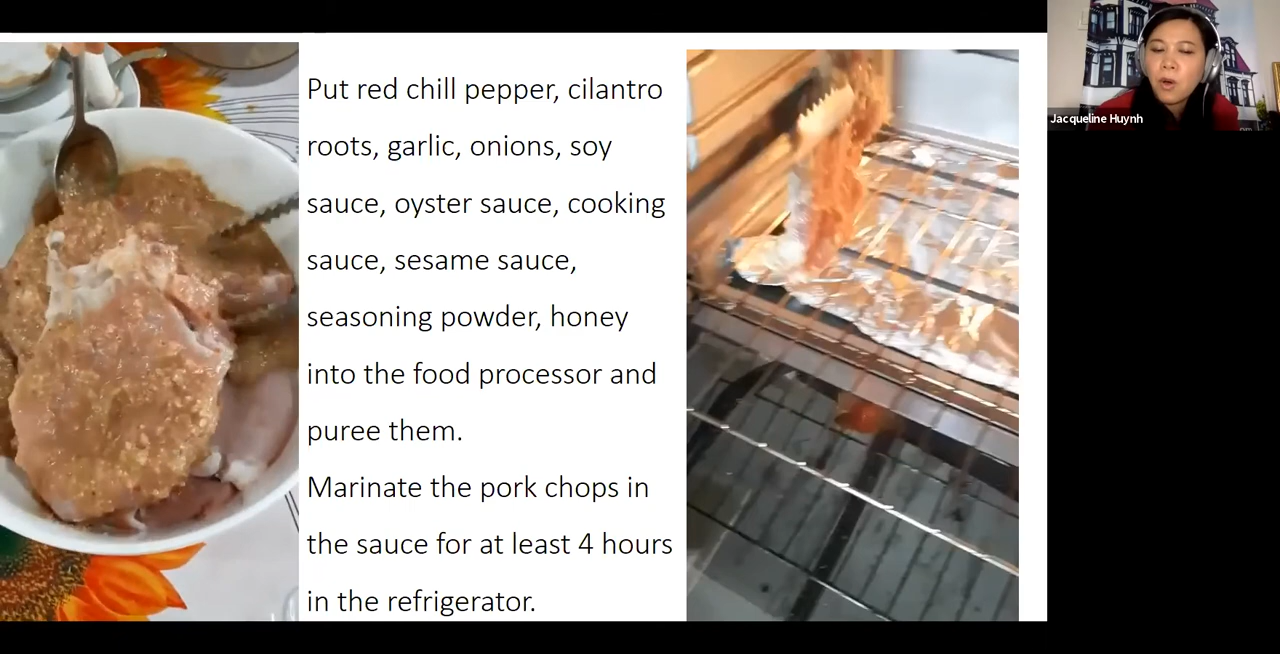 Put red chill pepper, cilantro
roots, garlic, onions, soy
sauce, oyster sauce, cooking
sauce, sesame sauce,
seasoning powder, honey
into the food processor and
puree them.
Marinate the pork chops in
the sauce for at least 4 hours
in the refrigerator.
Jacqueline Huynh